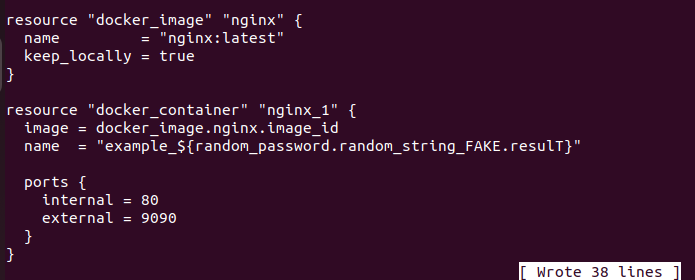 resource "docker_image" "nginx" {
  name         = "nginx:latest"
  keep_locally = true
}

resource "docker_container" "nginx_1" {
  image = docker_image.nginx.image_id
  name  = "example_${random_password.random_string_FAKE.resulT}"

  ports {
    internal = 80
    external = 9090
  }
}
[ Wrote 38 lines ]